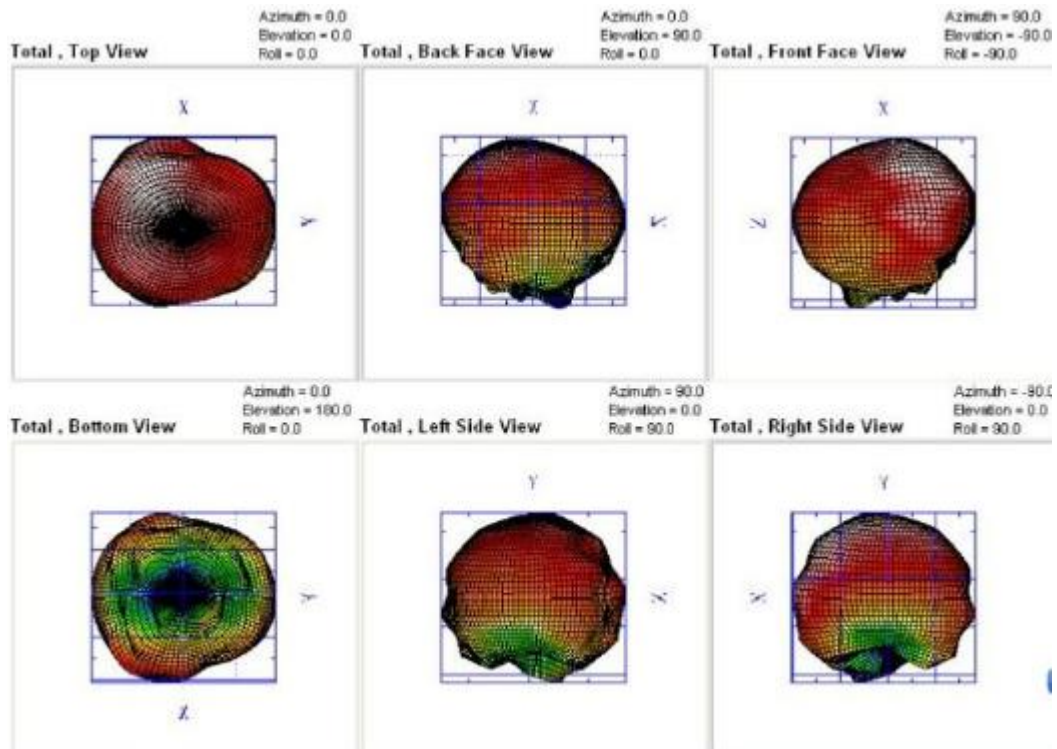 Azimuth = 0.0
Elevation = 0.0
Roll = 0.0
Total , Top View
X
Y
Azimuth = 0.0
Elevation = 90.0
Roll = 0.0
Total , Back Face View
X
Z
Azimuth = 90.0
Elevation = -90.0
Roll = -90.0
Total , Front Face View
X
Z
Azimuth = 0.0
Elevation = 180.0
Roll = 0.0
Total , Bottom View
Y
X
Azimuth = 90.0
Elevation = 0.0
Roll = 90.0
Total , Left Side View
Y
X
Azimuth = -90.0
Elevation = 0.0
Roll = 90.0
Total , Right Side View
Y
X